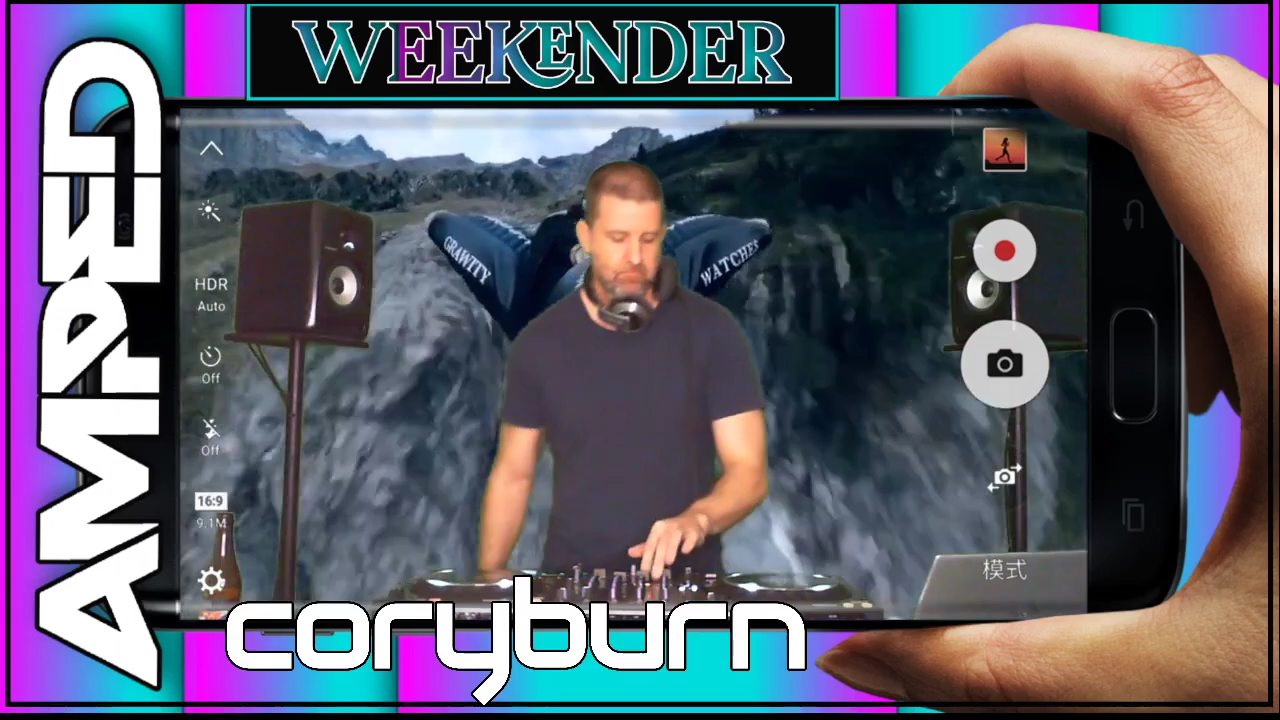 WEEKENDER
AMPED
GRAWITY
WATCHES
HDR
Auto
Off
Off
16:9
9.1M
模式
coryburn